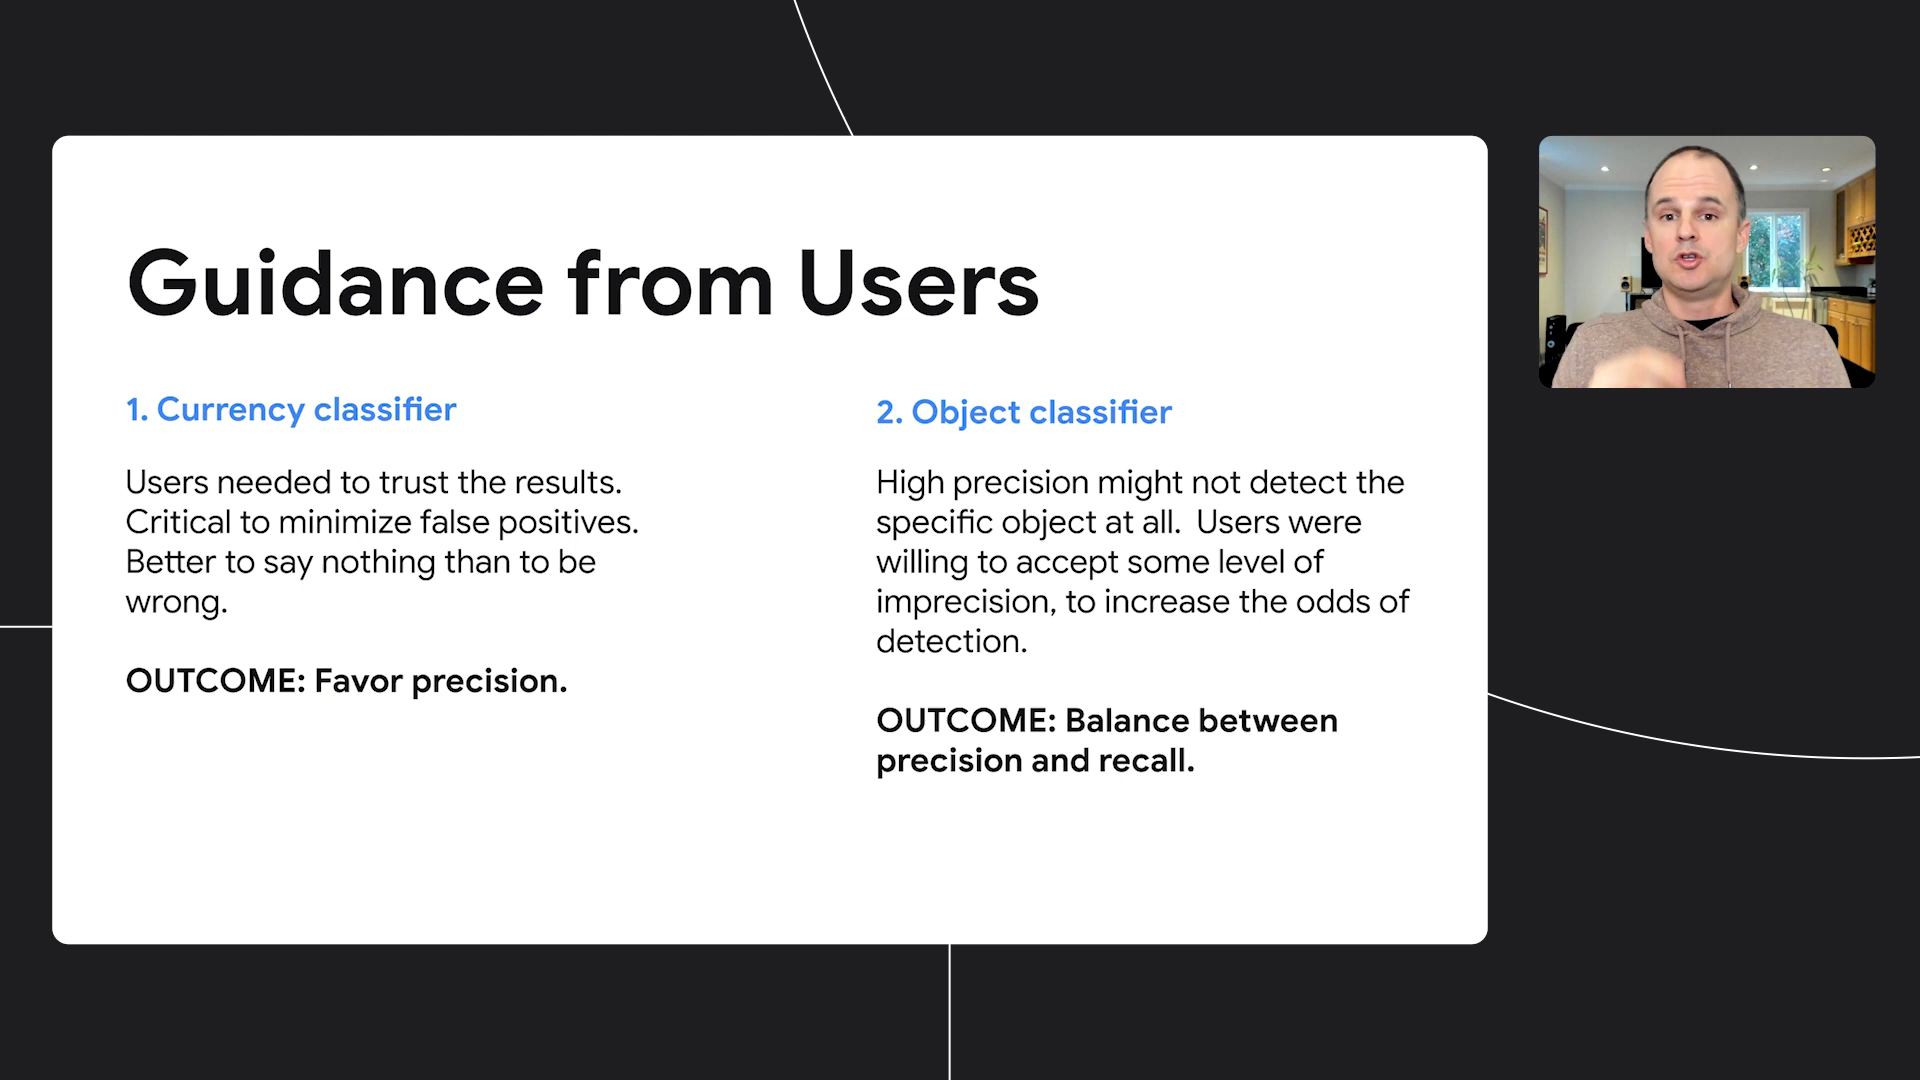 Guidance from Users
1. Currency classifier
Users needed to trust the results.
Critical to minimize false positives.
Better to say nothing than to be
wrong.
OUTCOME: Favor precision.
2. Object classifier
High precision might not detect the
specific object at all.  Users were
willing to accept some level of
imprecision, to increase the odds of
detection.
OUTCOME: Balance between
precision and recall.